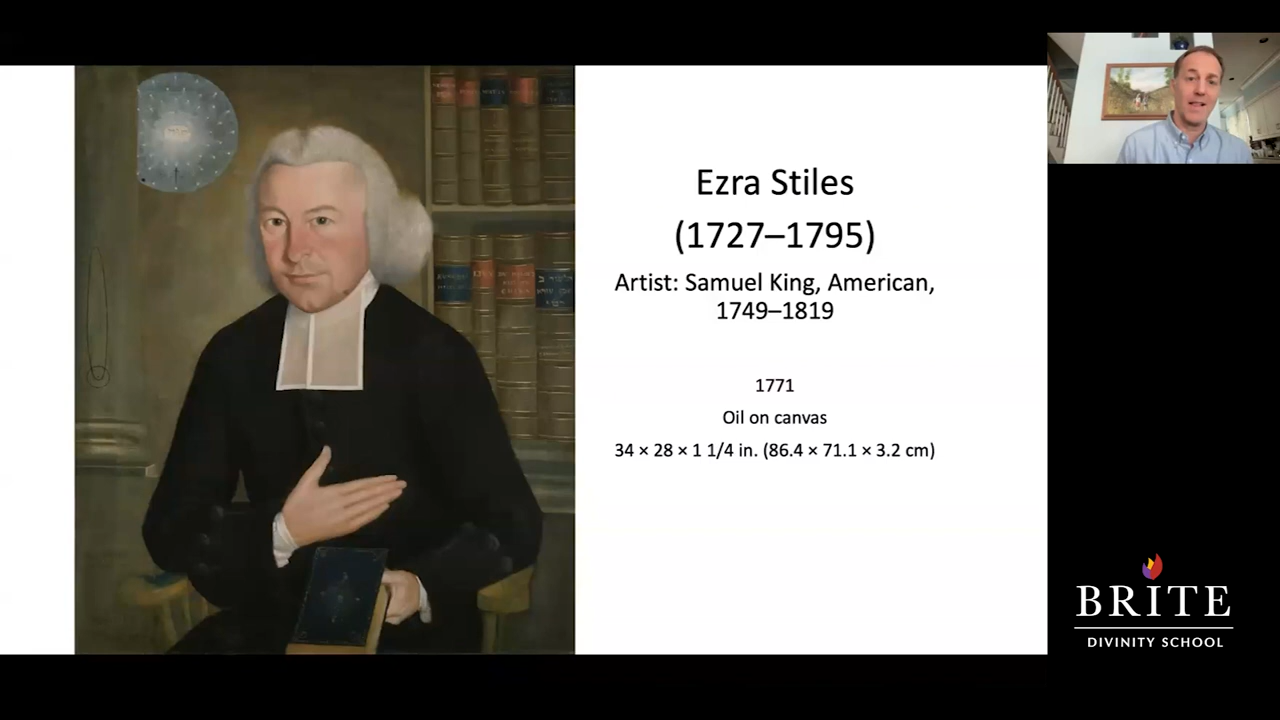 Ezra Stiles
(1727–1795)
Artist: Samuel King, American,
1749–1819
1771
Oil on canvas
34 × 28 × 1 1/4 in. (86.4 × 71.1 × 3.2 cm)
BRITE
DIVINITY SCHOOL